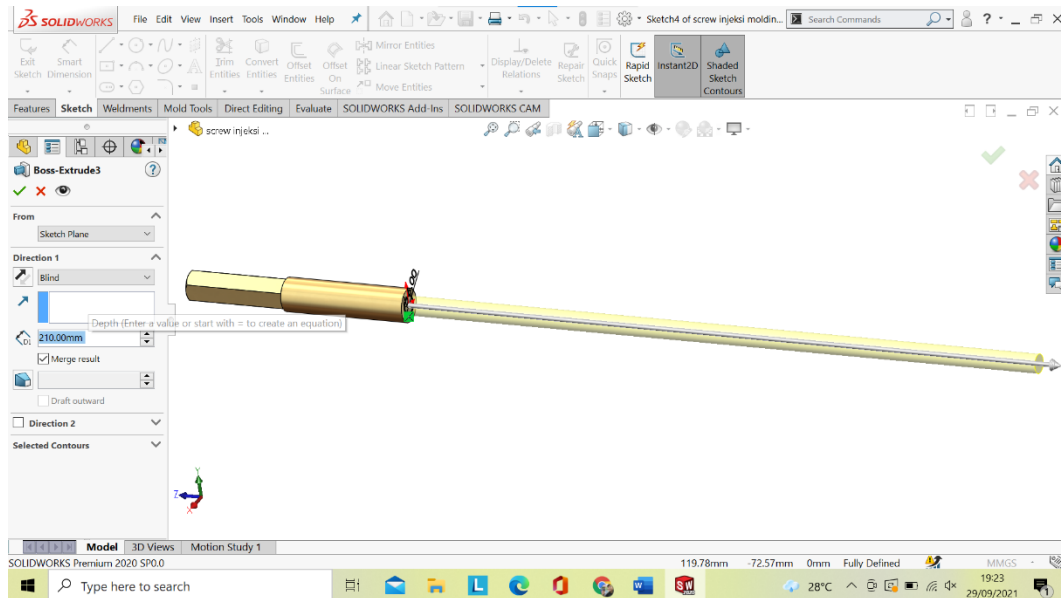 SOLIDWORKS File Edit View Insert Tools Window Help Sketch4 of screw injeksi moldin... Search Commands ?
Exit Sketch Smart Dimension Trim Entities Convert Entities Offset Entities Offset On Surface Mirror Entities Linear Sketch Pattern Move Entities Display/Delete Relations Repair Sketch Quick Snaps Rapid Sketch Instant2D Shaded Sketch Contours
Features Sketch Weldments Mold Tools Direct Editing Evaluate SOLIDWORKS Add-Ins SOLIDWORKS CAM
screw injeksi ...
Boss-Extrude3 ?
From
Sketch Plane
Direction 1
Blind
Depth (Enter a value or start with = to create an equation)
D1 210.00mm
Merge result
Draft outward
Direction 2
Selected Contours
Y
Z
X
Model 3D Views Motion Study 1
SOLIDWORKS Premium 2020 SP0.0 119.78mm -72.57mm 0mm Fully Defined MMGS
Type here to search 28°C 19:23
29/09/2021